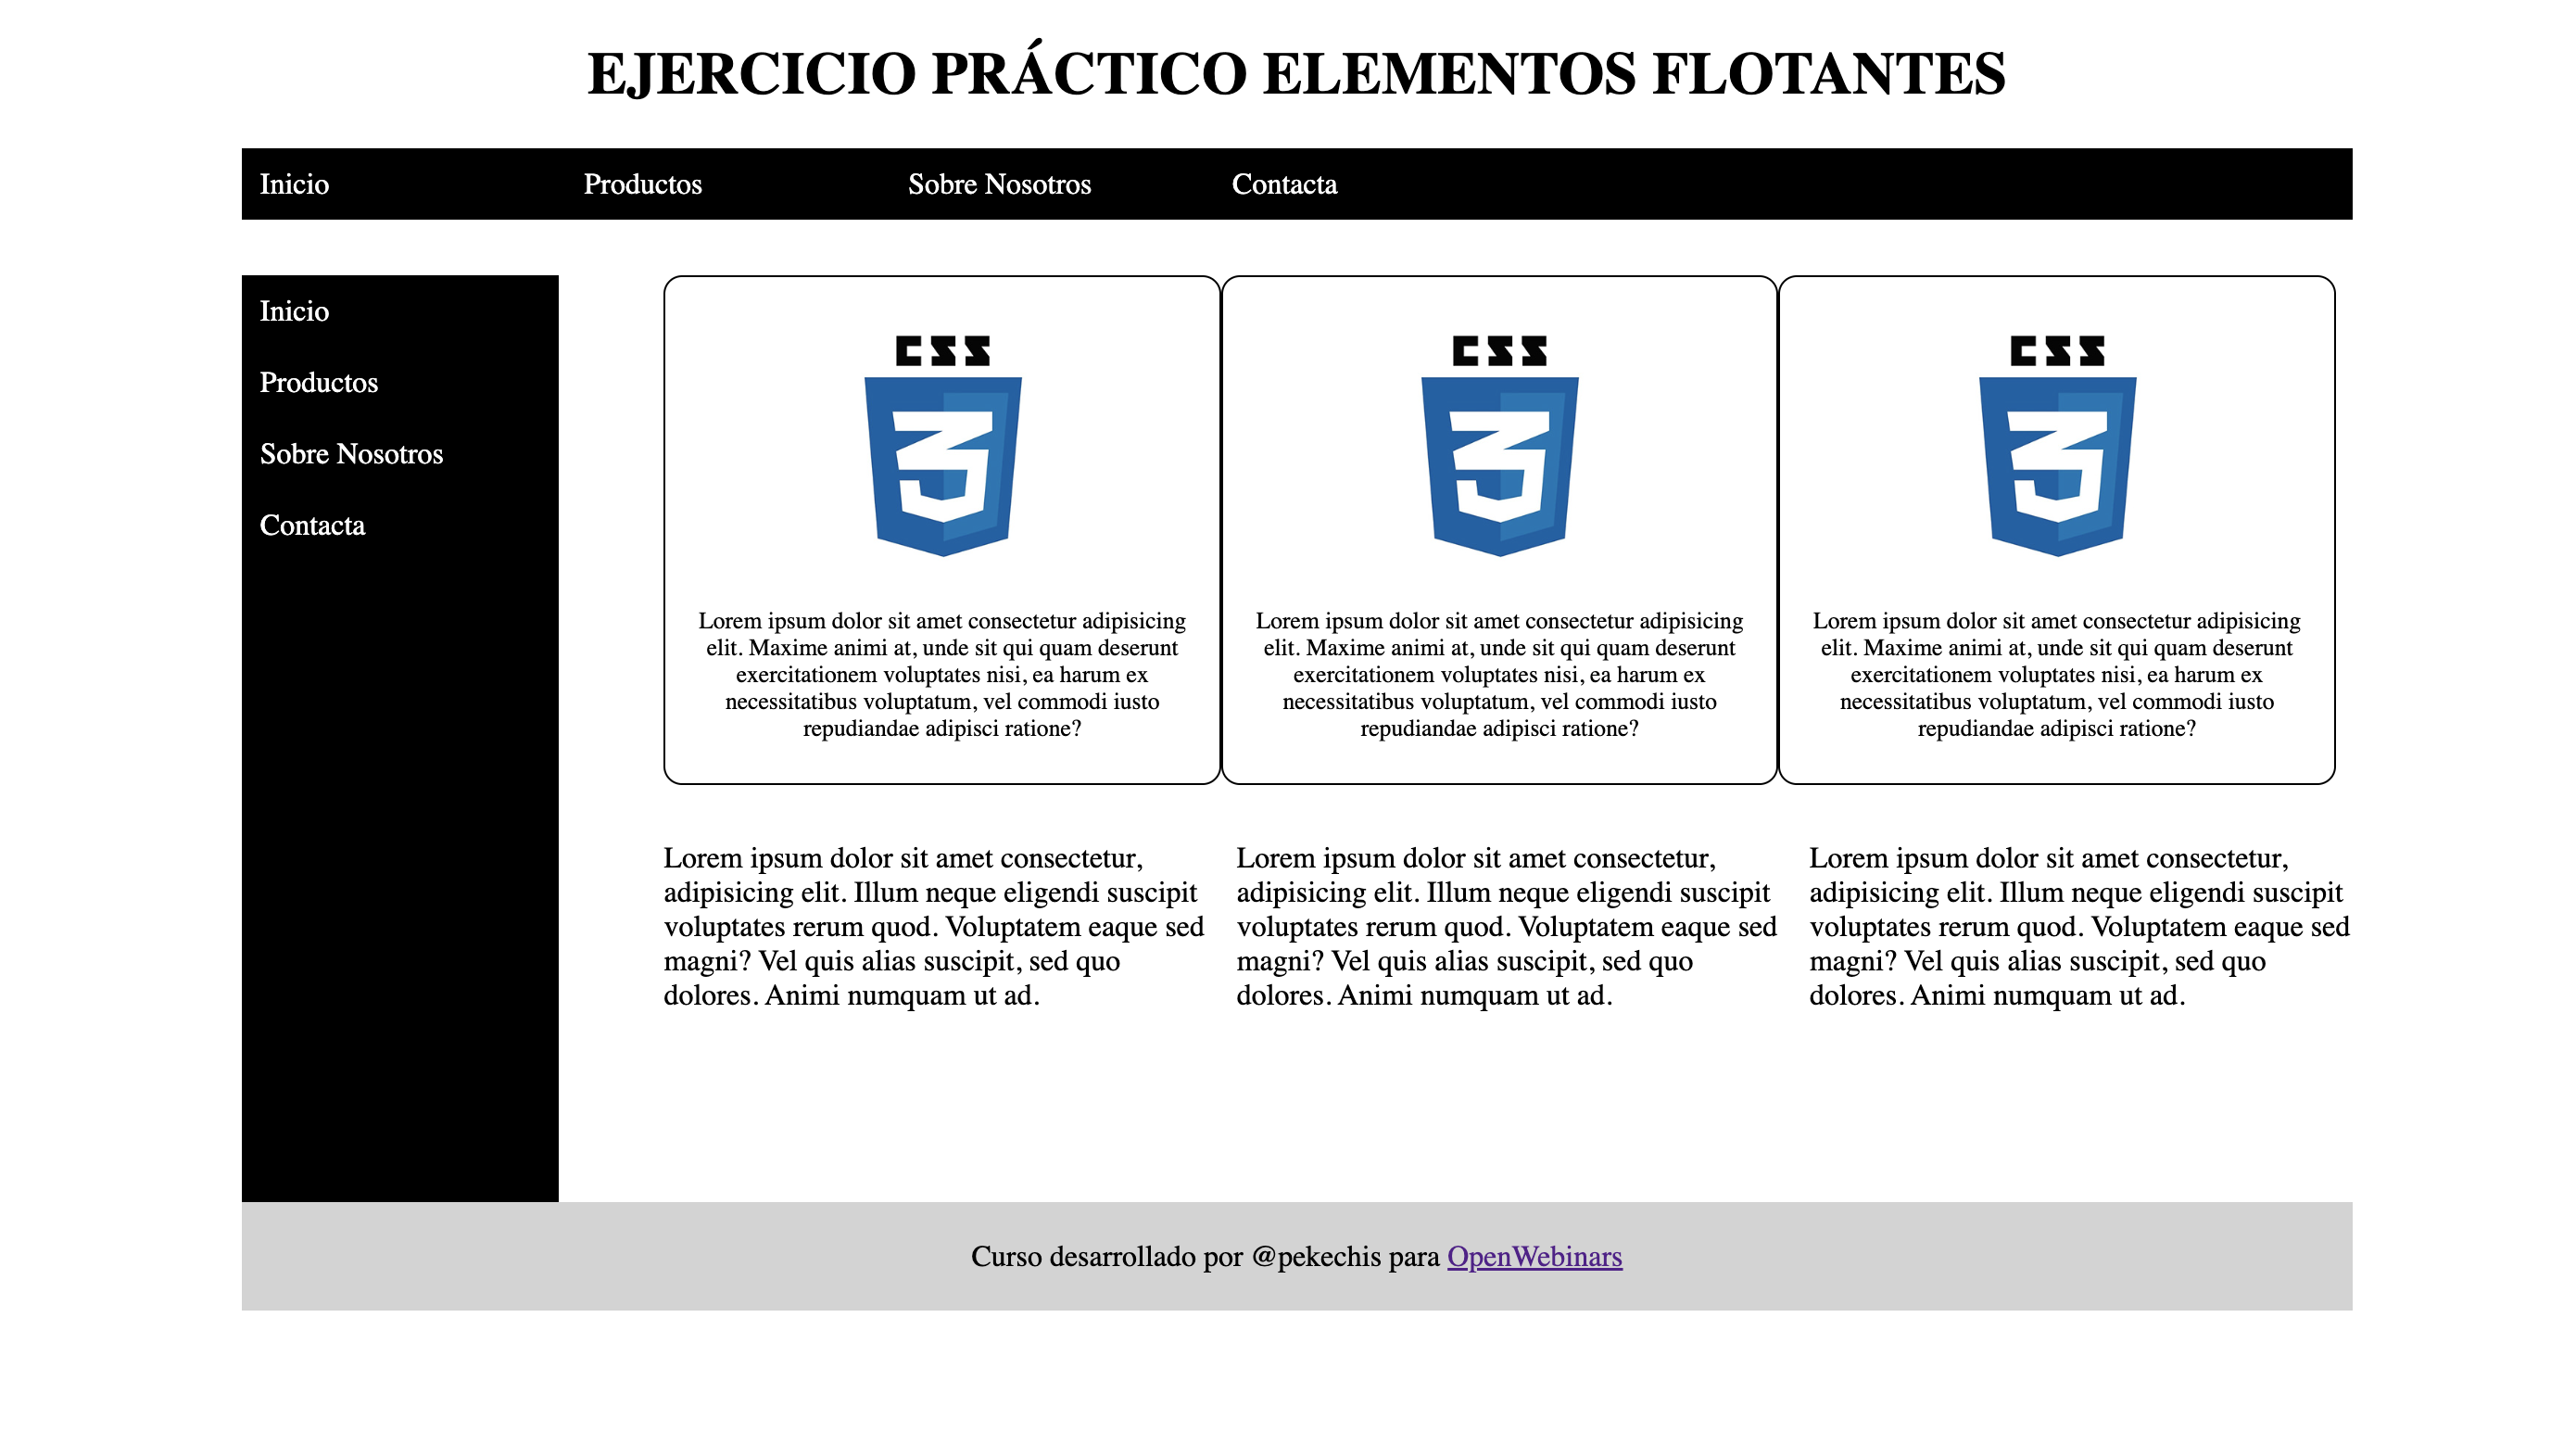 EJERCICIO PRÁCTICO ELEMENTOS FLOTANTES
Inicio Productos Sobre Nosotros Contacta
Inicio
Productos
Sobre Nosotros
Contacta
CSS
3
Lorem ipsum dolor sit amet consectetur adipisicing
elit. Maxime animi at, unde sit qui quam deserunt
exercitationem voluptates nisi, ea harum ex
necessitatibus voluptatum, vel commodi iusto
repudiandae adipisci ratione?
CSS
3
Lorem ipsum dolor sit amet consectetur adipisicing
elit. Maxime animi at, unde sit qui quam deserunt
exercitationem voluptates nisi, ea harum ex
necessitatibus voluptatum, vel commodi iusto
repudiandae adipisci ratione?
CSS
3
Lorem ipsum dolor sit amet consectetur adipisicing
elit. Maxime animi at, unde sit qui quam deserunt
exercitationem voluptates nisi, ea harum ex
necessitatibus voluptatum, vel commodi iusto
repudiandae adipisci ratione?
Lorem ipsum dolor sit amet consectetur,
adipisicing elit. Illum neque eligendi suscipit
voluptates rerum quod. Voluptatem eaque sed
magni? Vel quis alias suscipit, sed quo
dolores. Animi numquam ut ad.
Lorem ipsum dolor sit amet consectetur,
adipisicing elit. Illum neque eligendi suscipit
voluptates rerum quod. Voluptatem eaque sed
magni? Vel quis alias suscipit, sed quo
dolores. Animi numquam ut ad.
Lorem ipsum dolor sit amet consectetur,
adipisicing elit. Illum neque eligendi suscipit
voluptates rerum quod. Voluptatem eaque sed
magni? Vel quis alias suscipit, sed quo
dolores. Animi numquam ut ad.
Curso desarrollado por @pekechis para OpenWebinars